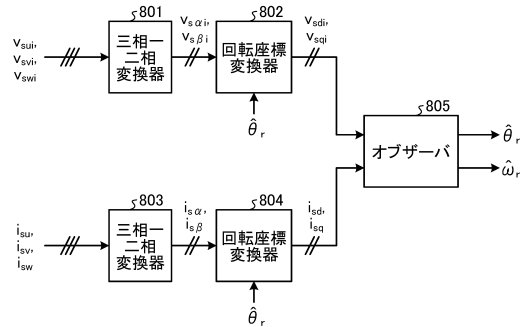 801
802
v_sui,
v_svi,
v_swi
三相ー
二相
変換器
v_sαi,
v_sβi
回転座標
変換器
v_sdi,
v_sqi
θ̂_r
805
オブザーバ
θ̂_r
ω̂_r
803
804
i_su,
i_sv,
i_sw
三相ー
二相
変換器
i_sα,
i_sβ
回転座標
変換器
i_sd,
i_sq
θ̂_r